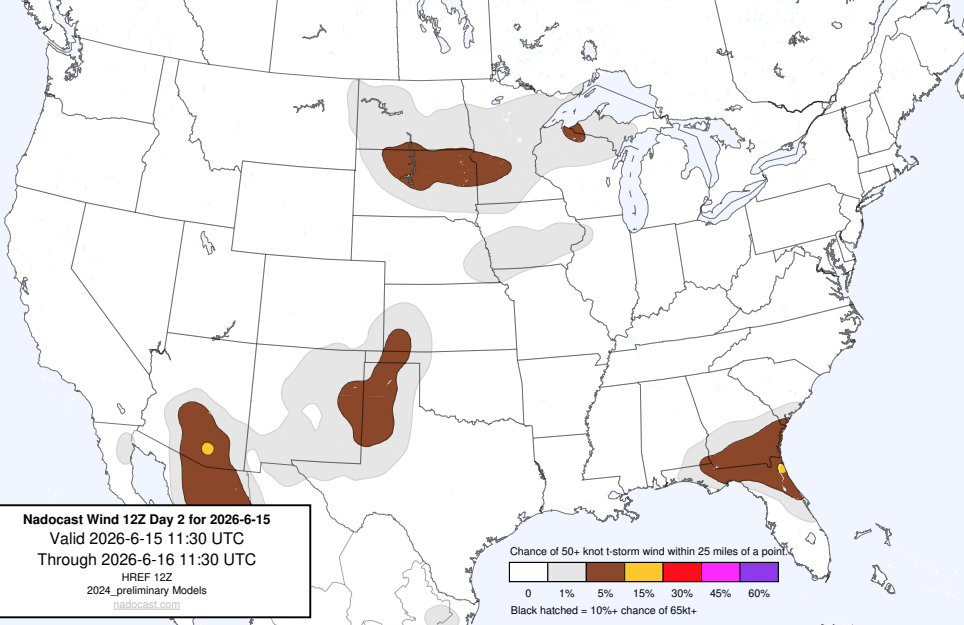 Nadocast Wind 12Z Day 2 for 2026-6-15
Valid 2026-6-15 11:30 UTC
Through 2026-6-16 11:30 UTC
HREF 12Z
2024_preliminary Models
nadocast.com
Chance of 50+ knot t-storm wind within 25 miles of a point.
0 1% 5% 15% 30% 45% 60%
Black hatched = 10%+ chance of 65kt+